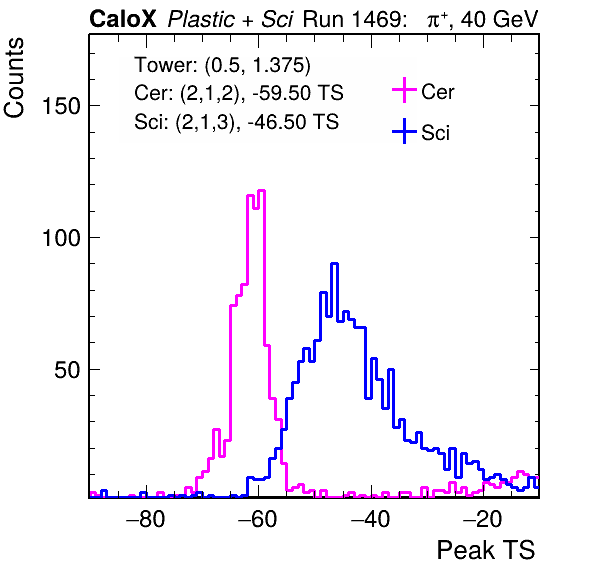 CaloX Plastic + Sci Run 1469: π⁺, 40 GeV
Tower: (0.5, 1.375)
Cer: (2,1,2), -59.50 TS
Sci: (2,1,3), -46.50 TS
Cer
Sci
Counts
150
100
50
−80 −60 −40 −20
Peak TS